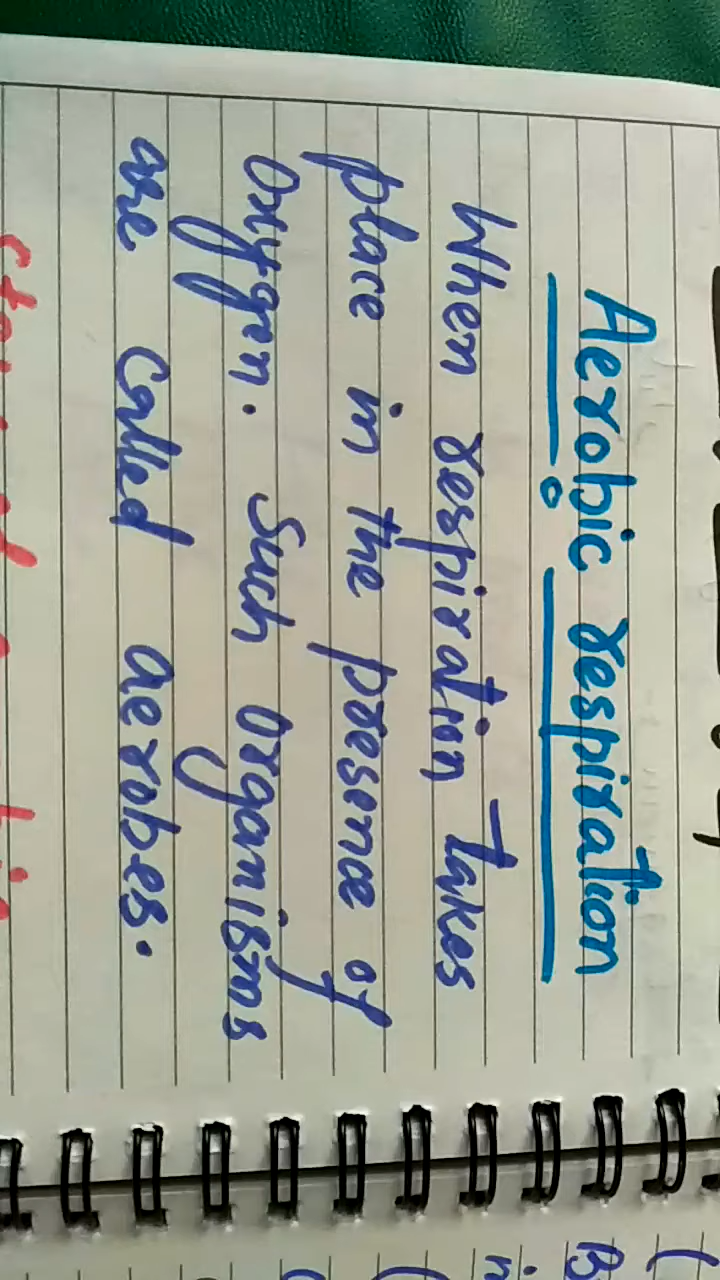 Aerobic respiration
When respiration takes
place in the presence of
oxygen. Such organisms
are called aerobes.